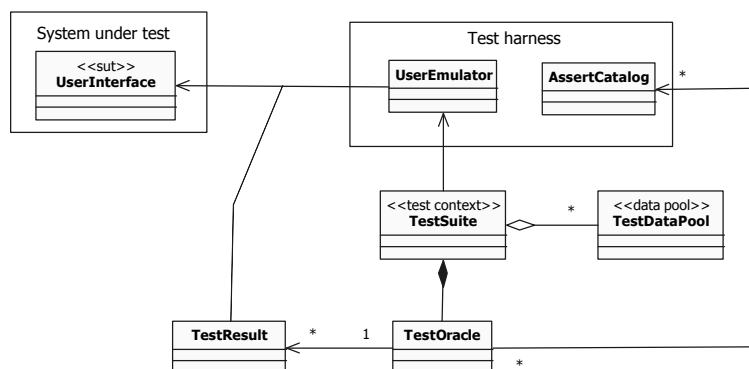 System under test
Test harness
<<sut>>
UserInterface
UserEmulator
AssertCatalog
*
<<test context>>
TestSuite
*
<<data pool>>
TestDataPool
TestResult
*
1
TestOracle
*